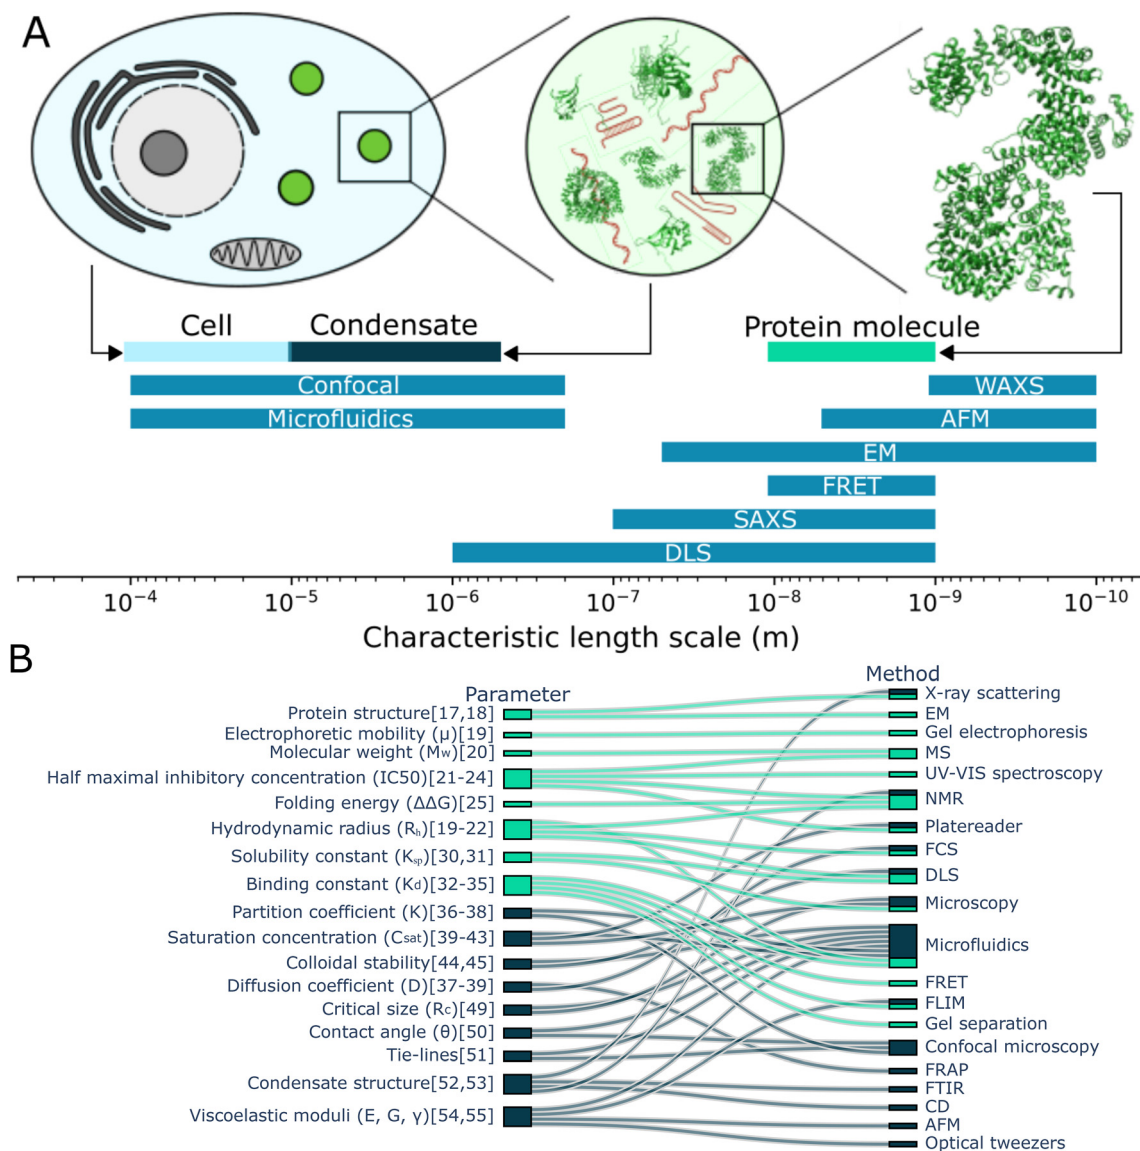 A
Cell
Condensate
Protein molecule
Confocal
WAXS
Microfluidics
AFM
EM
FRET
SAXS
DLS
10⁻⁴ 10⁻⁵ 10⁻⁶ 10⁻⁷ 10⁻⁸ 10⁻⁹ 10⁻¹⁰
Characteristic length scale (m)
B
Parameter
Protein structure[17,18]
Electrophoretic mobility (μ)[19]
Molecular weight (Mw)[20]
Half maximal inhibitory concentration (IC50)[21-24]
Folding energy (ΔΔG)[25]
Hydrodynamic radius (Rh)[19-22]
Solubility constant (Ksp)[30,31]
Binding constant (Kd)[32-35]
Partition coefficient (K)[36-38]
Saturation concentration (Csat)[39-43]
Colloidal stability[44,45]
Diffusion coefficient (D)[37-39]
Critical size (Rc)[49]
Contact angle (θ)[50]
Tie-lines[51]
Condensate structure[52,53]
Viscoelastic moduli (E, G, γ)[54,55]
Method
X-ray scattering
EM
Gel electrophoresis
MS
UV-VIS spectroscopy
NMR
Platereader
FCS
DLS
Microscopy
Microfluidics
FRET
FLIM
Gel separation
Confocal microscopy
FRAP
FTIR
CD
AFM
Optical tweezers